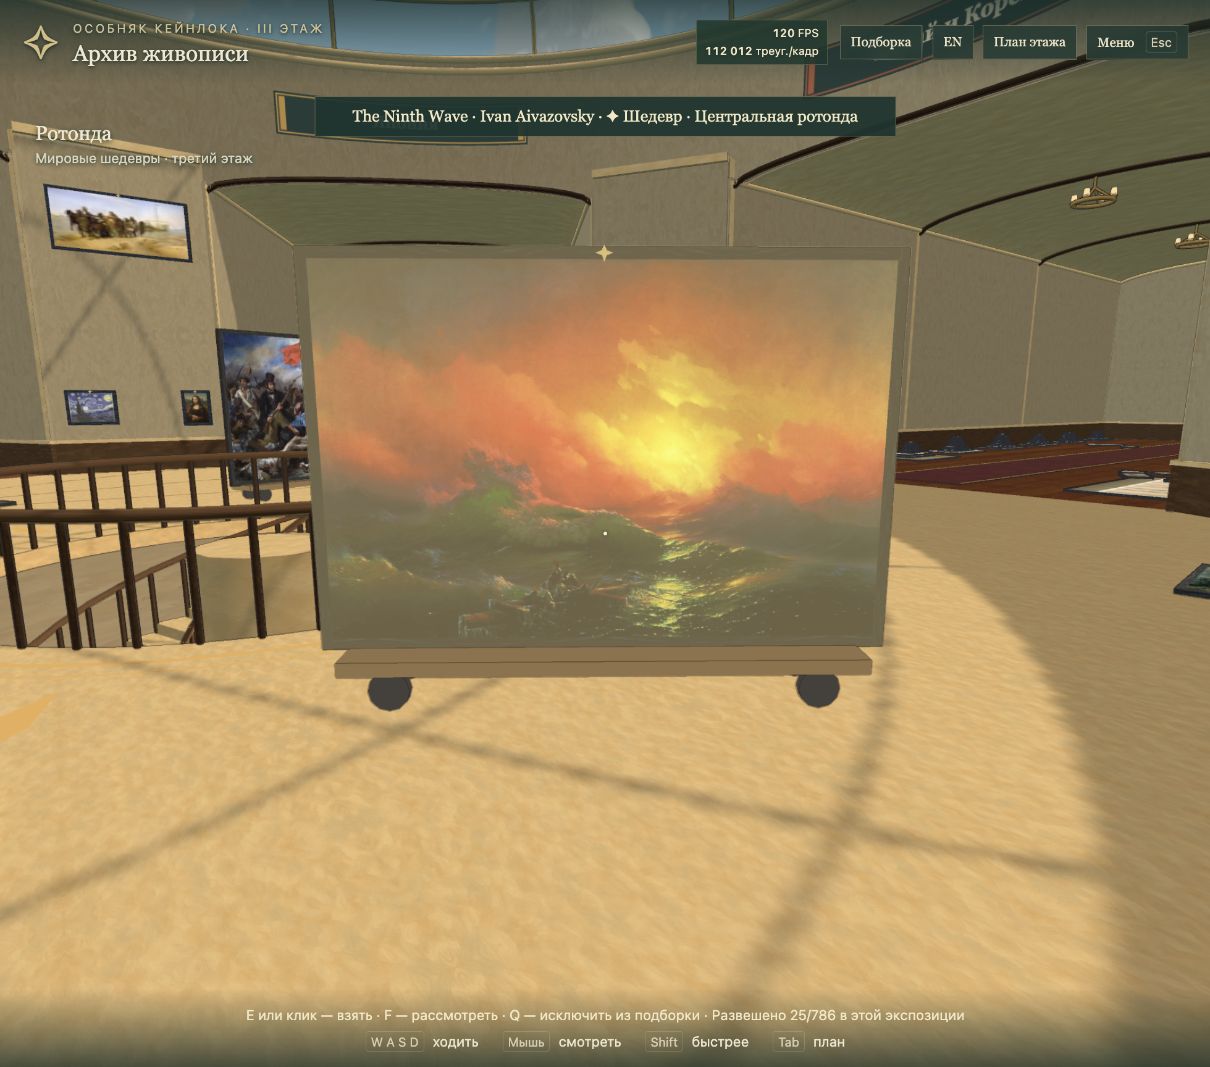 ОСОБНЯК КЕЙНЛОКА · III ЭТАЖ
Архив живописи
120 FPS
112 012 треуг./кадр
Подборка
EN
План этажа
Меню Esc
The Ninth Wave · Ivan Aivazovsky · ✦ Шедевр · Центральная ротонда
Ротонда
Мировые шедевры · третий этаж
E или клик — взять · F — рассмотреть · Q — исключить из подборки · Развешено 25/786 в этой экспозиции
W A S D ходить Мышь смотреть Shift быстрее Tab план